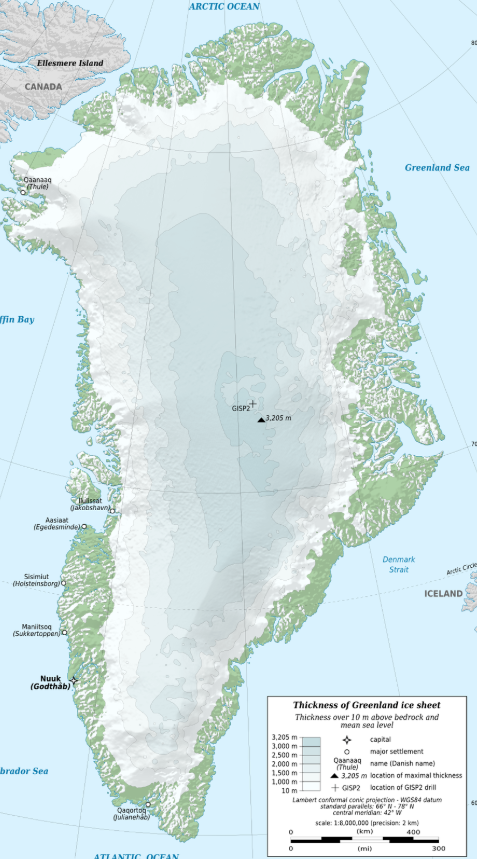 ARCTIC OCEAN
Ellesmere Island
CANADA
80
Greenland Sea
Qaanaaq
(Thule)
ffin Bay
GISP2
3,205 m
70
Ilulissat
(Jakobshavn)
Aasiaat
(Egedesminde)
Denmark
Strait
Arctic Circle
Sisimiut
(Holsteinsborg)
ICELAND
Maniitsoq
(Sukkertoppen)
Nuuk
(Godthåb)
brador Sea
Qaqortoq
(Julianehåb)
60
ATLANTIC OCEAN
Thickness of Greenland ice sheet
Thickness over 10 m above bedrock and
mean sea level
3,205 m
3,000 m
2,500 m
2,000 m
1,500 m
1,000 m
10 m
capital
major settlement
Qaanaaq
(Thule)
name (Danish name)
3,205 m location of maximal thickness
GISP2 location of GISP2 drill
Lambert conformal conic projection - WGS84 datum
standard parallels: 66° N - 78° N
central meridian: 42° W
scale: 1:8,000,000 (precision: 2 km)
0 (km) 400
0 (mi) 300